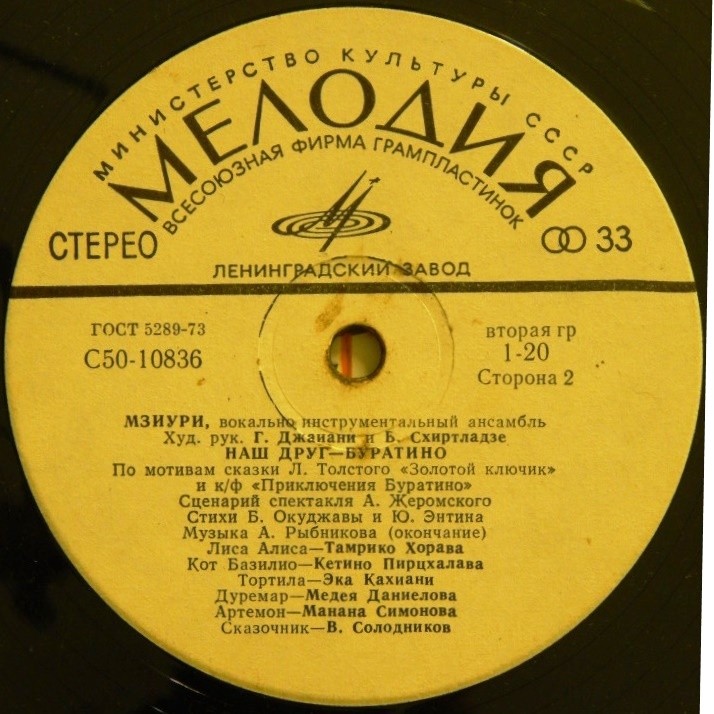 МИНИСТЕРСТВО КУЛЬТУРЫ СССР
МЕЛОДИЯ
ВСЕСОЮЗНАЯ ФИРМА ГРАМПЛАСТИНОК
СТЕРЕО
33
ЛЕНИНГРАДСКИЙ ЗАВОД
ГОСТ 5289-73
С50-10836
вторая гр
1-20
Сторона 2
МЗИУРИ, вокально инструментальный ансамбль
Худ. рук. Г. Джаиани и Б. Схиртладзе
НАШ ДРУГ—БУРАТИНО
По мотивам сказки Л. Толстого «Золотой ключик»
и к/ф «Приключения Буратино»
Сценарий спектакля А. Жеромского
Стихи Б. Окуджавы и Ю. Энтина
Музыка А. Рыбникова (окончание)
Лиса Алиса—Тамрико Хорава
Кот Базилио—Кетино Пирцхалава
Тортила—Эка Кахиани
Дуремар—Медея Даниелова
Артемон—Манана Симонова
Сказочник—В. Солодников